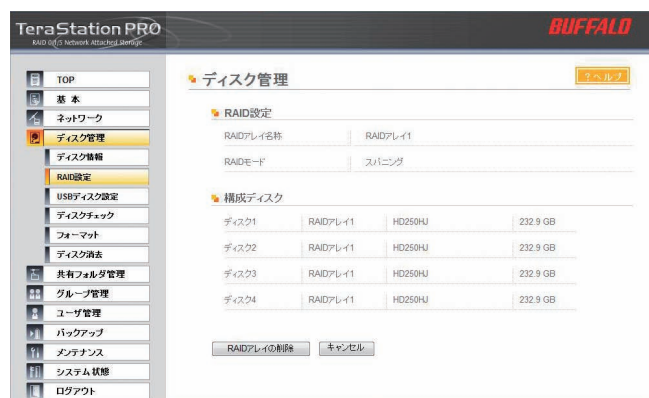 TeraStation PRO
RAID 0/1/5 Network Attached Storage
BUFFALO
TOP
基本
ネットワーク
ディスク管理
ディスク情報
RAID設定
USBディスク設定
ディスクチェック
フォーマット
ディスク消去
共有フォルダ管理
グループ管理
ユーザ管理
バックアップ
メンテナンス
システム状態
ログアウト
ディスク管理
?ヘルプ
RAID設定
RAIDアレイ名称 RAIDアレイ1
RAIDモード スパニング
構成ディスク
ディスク1 RAIDアレイ1 HD250HJ 232.9 GB
ディスク2 RAIDアレイ1 HD250HJ 232.9 GB
ディスク3 RAIDアレイ1 HD250HJ 232.9 GB
ディスク4 RAIDアレイ1 HD250HJ 232.9 GB
RAIDアレイの削除 キャンセル